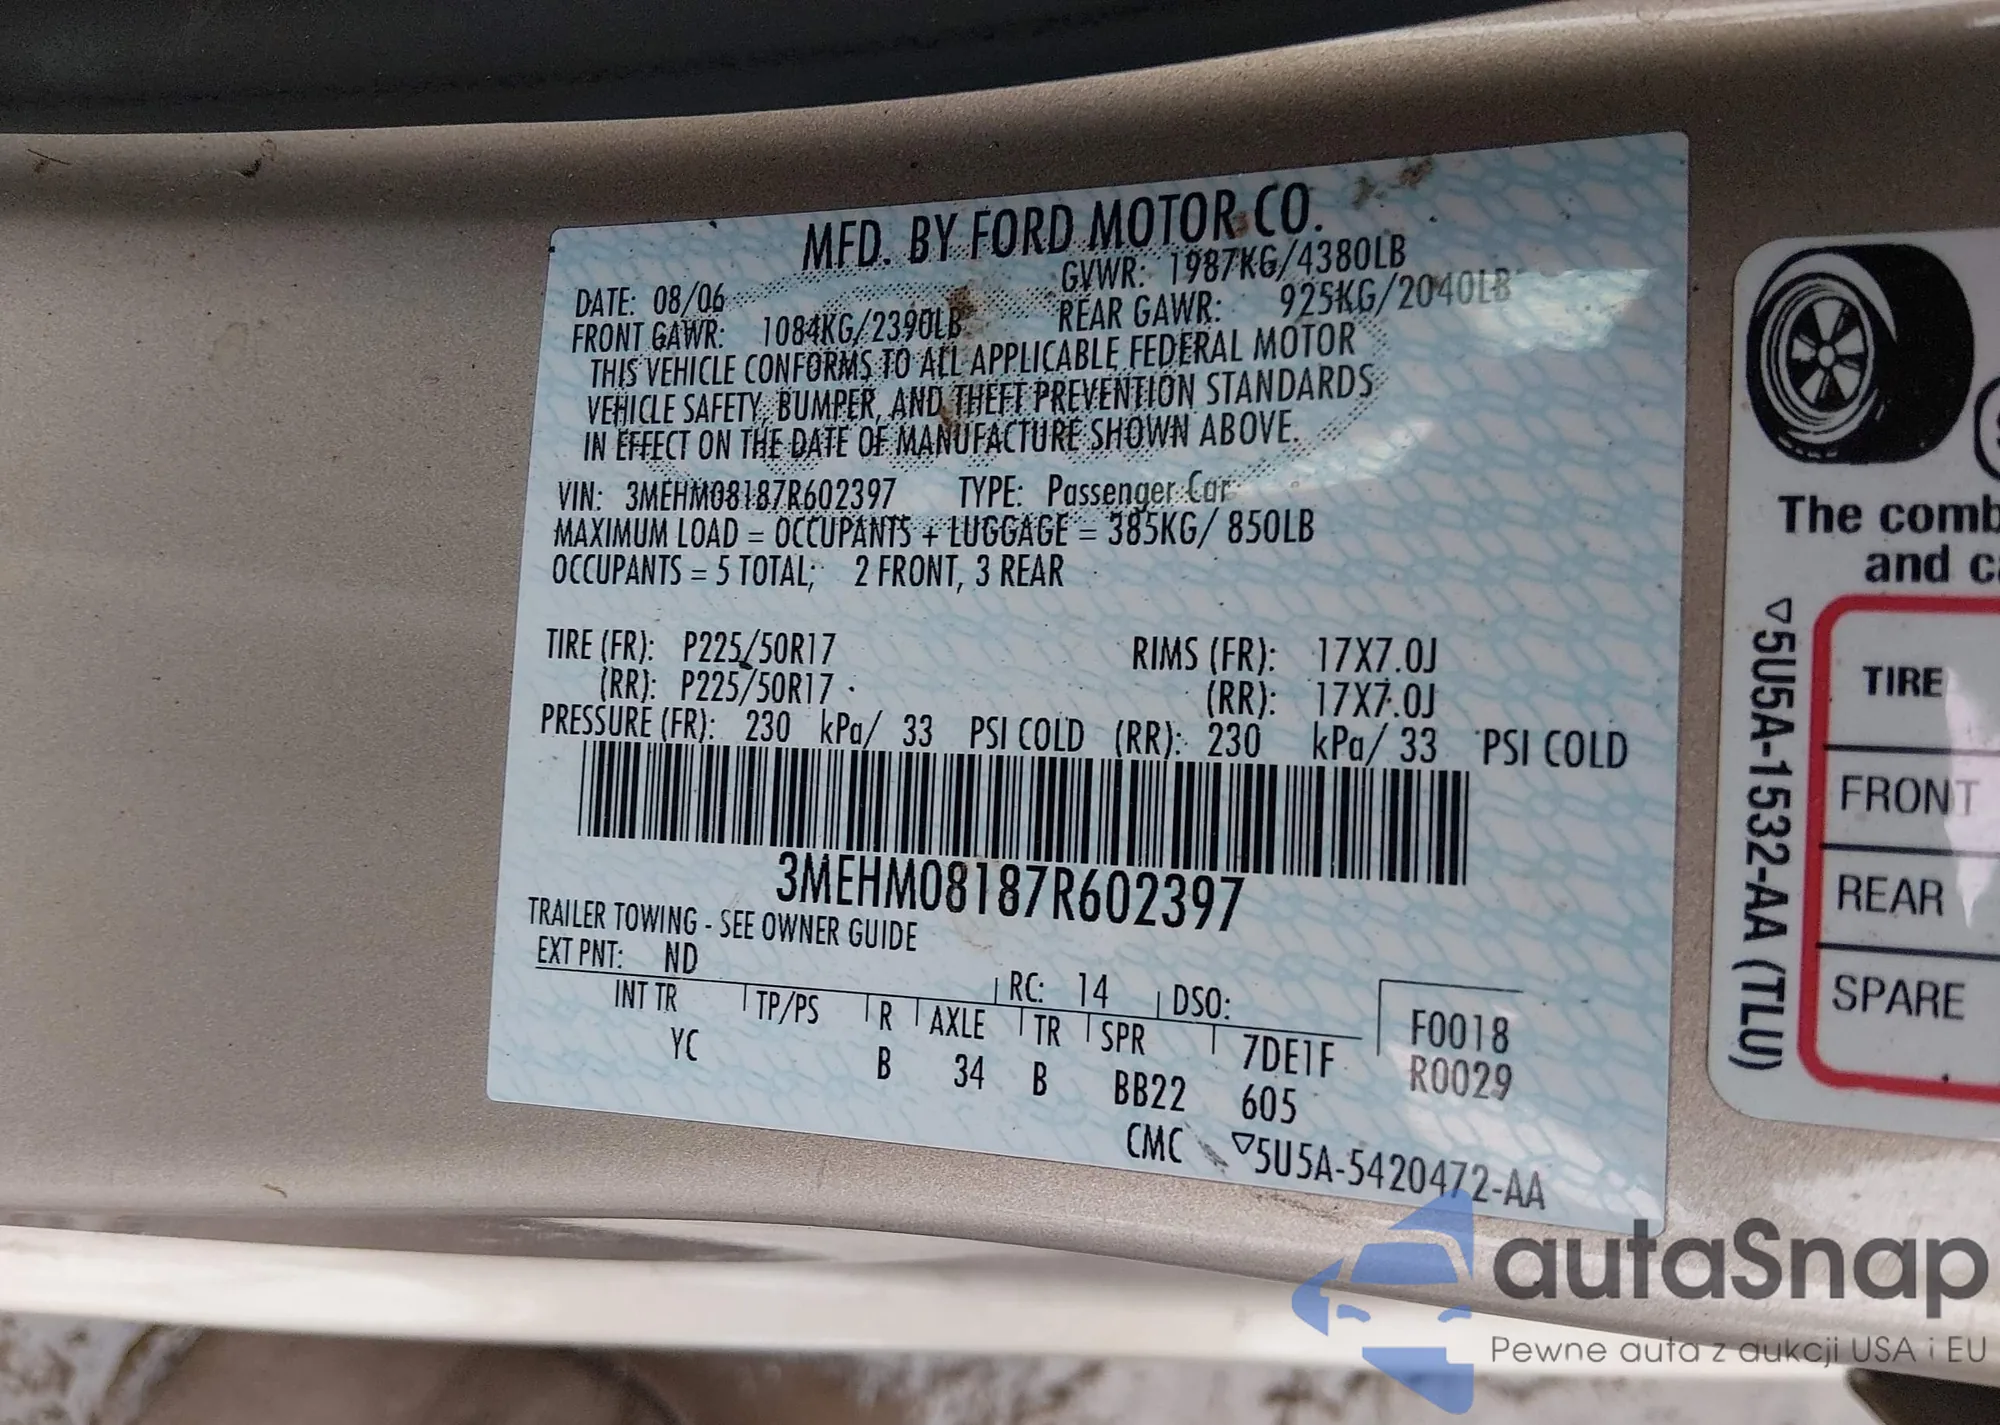 MFD. BY FORD MOTOR CO.
DATE: 08/06 GVWR: 1987KG/4380LB
FRONT GAWR: 1084KG/2390LB REAR GAWR: 925KG/2040LB
THIS VEHICLE CONFORMS TO ALL APPLICABLE FEDERAL MOTOR
VEHICLE SAFETY, BUMPER, AND THEFT PREVENTION STANDARDS
IN EFFECT ON THE DATE OF MANUFACTURE SHOWN ABOVE.
VIN: 3MEHM08187R602397 TYPE: Passenger Car
MAXIMUM LOAD = OCCUPANTS + LUGGAGE = 385KG/ 850LB
OCCUPANTS = 5 TOTAL; 2 FRONT, 3 REAR
TIRE (FR): P225/50R17 RIMS (FR): 17X7.0J
(RR): P225/50R17 (RR): 17X7.0J
PRESSURE (FR): 230 kPa/ 33 PSI COLD (RR): 230 kPa/ 33 PSI COLD
3MEHM08187R602397
TRAILER TOWING - SEE OWNER GUIDE
EXT PNT: ND RC: 14 DSO:
INT TR TP/PS R AXLE TR SPR 7DE1F F0018
YC B 34 B BB22 605 R0029
CMC ▽5U5A-5420472-AA
The comb
and ca
▽5U5A-1532-AA (TLU)
TIRE
FRONT
REAR
SPARE
autaSnap
Pewne auta z aukcji USA i EU